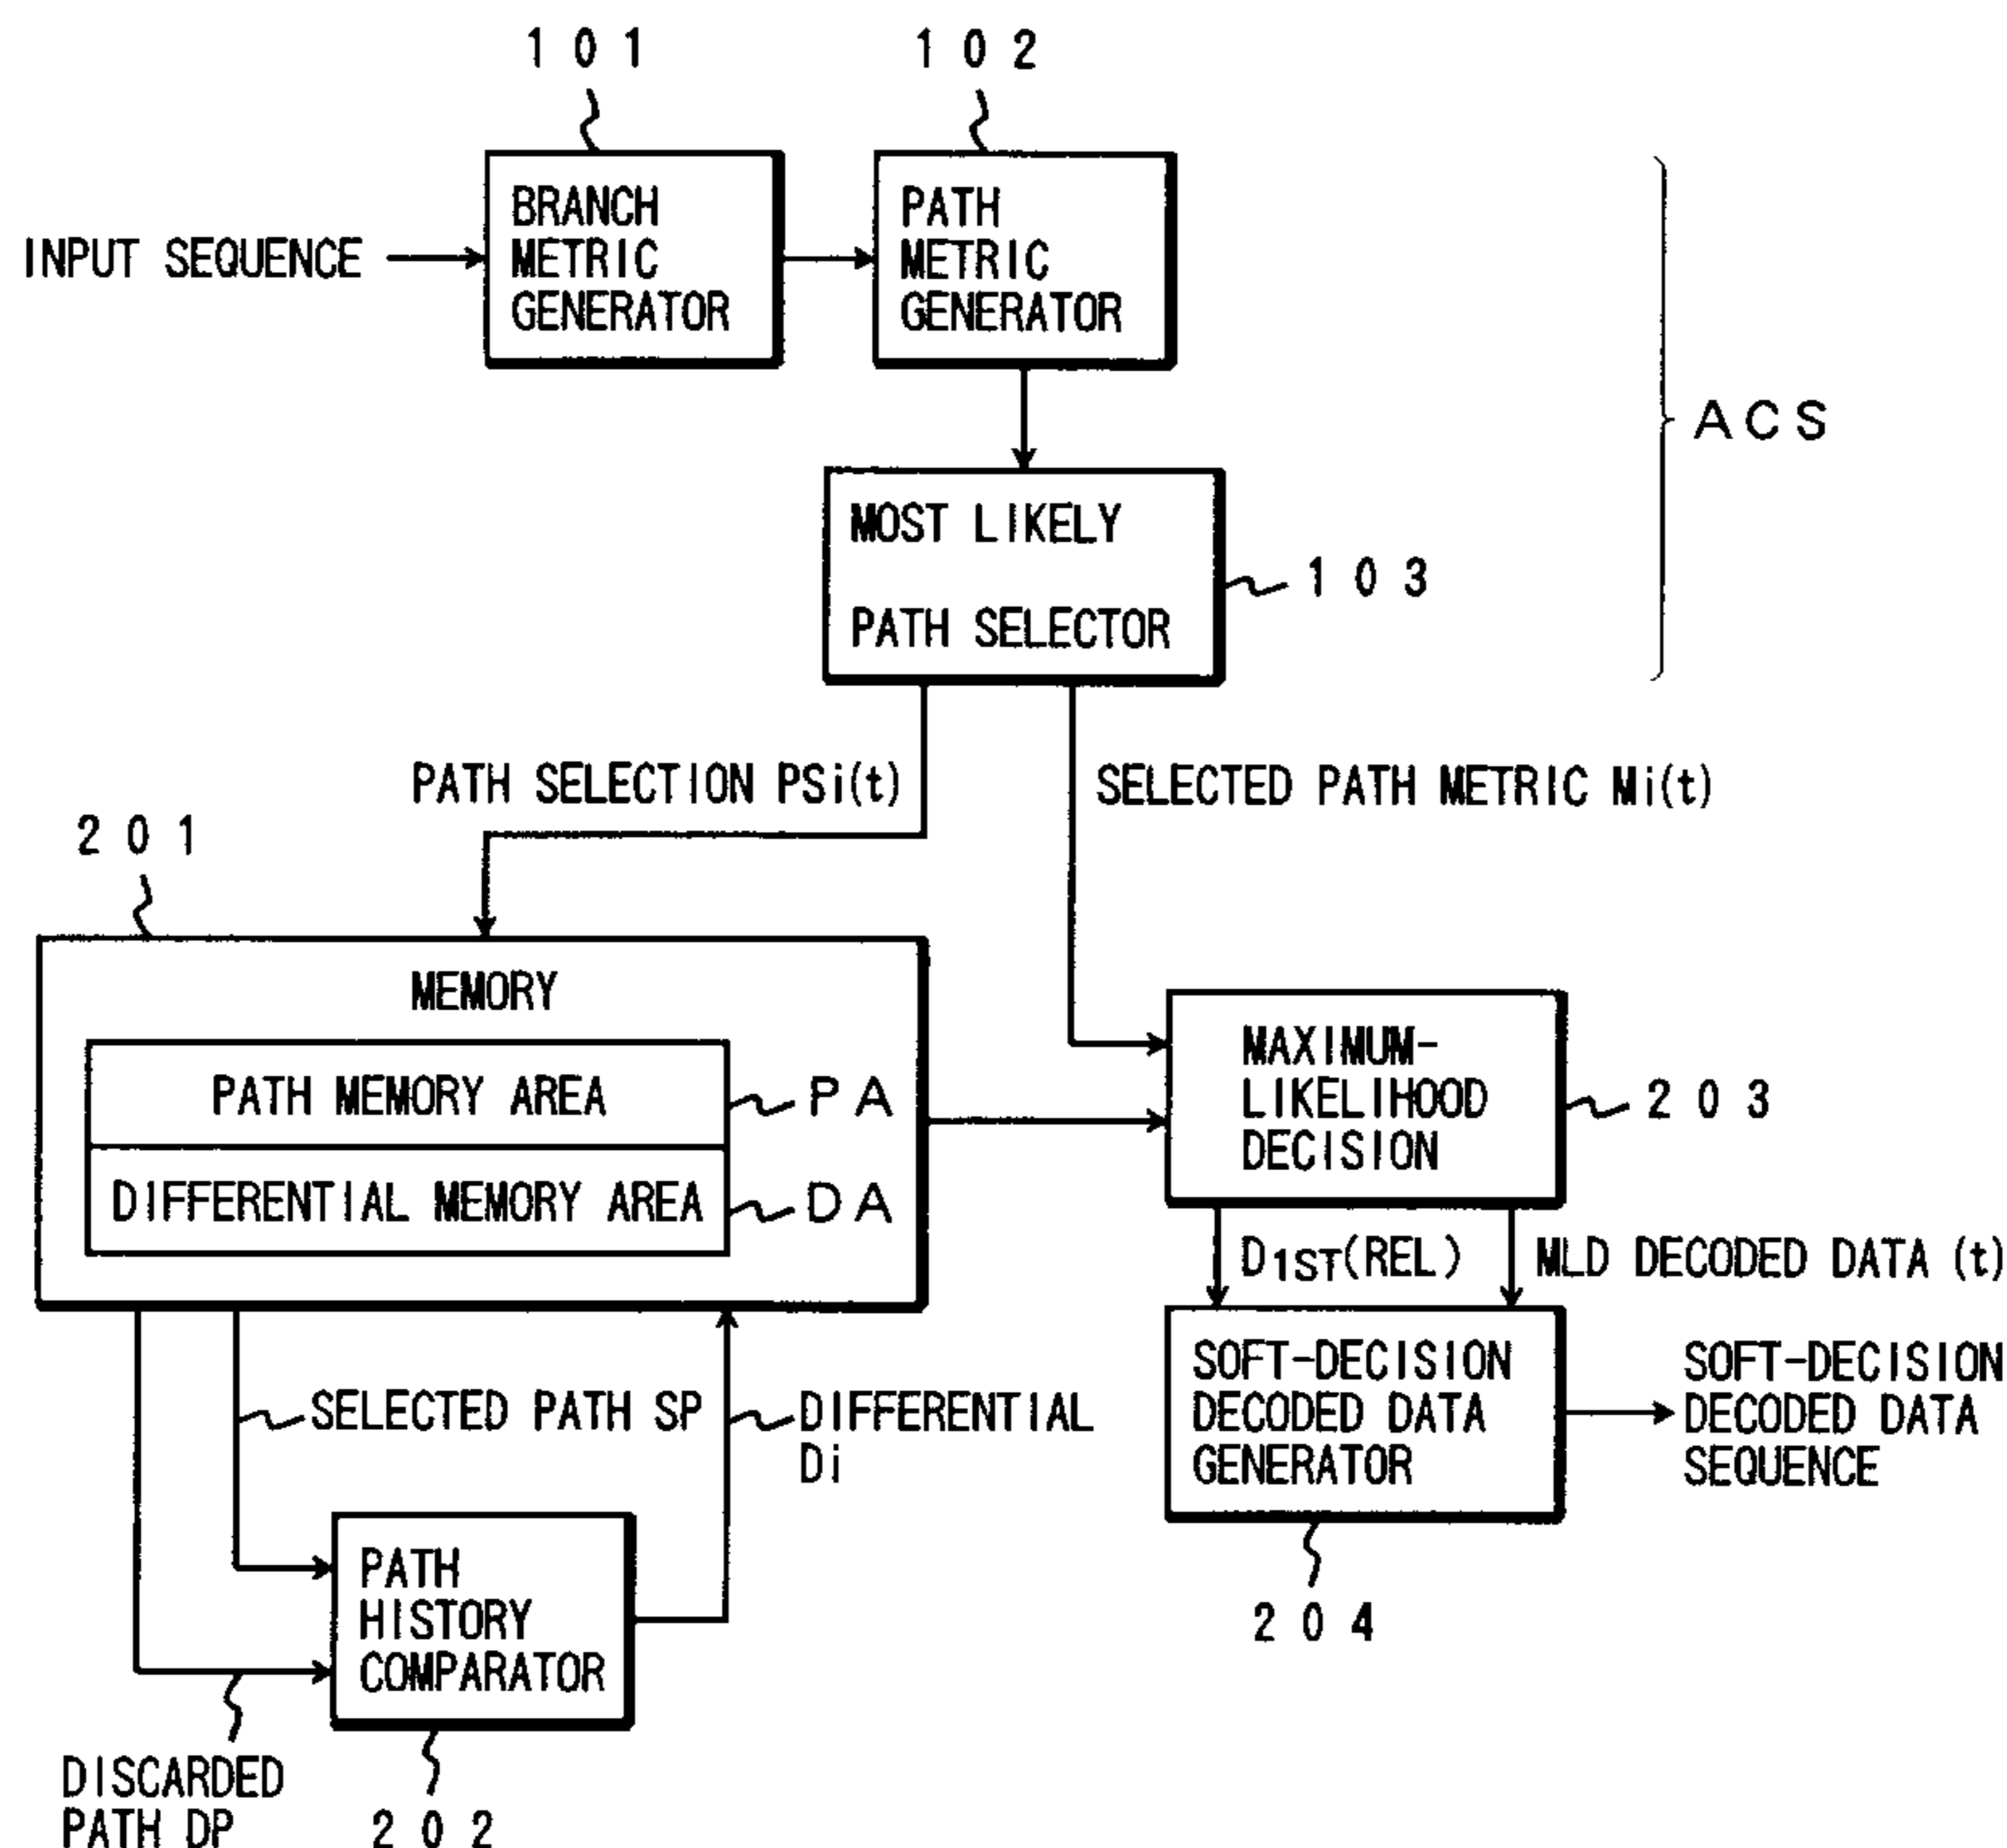 101
102
BRANCH
METRIC
GENERATOR
PATH
METRIC
GENERATOR
INPUT SEQUENCE
ACS
MOST LIKELY
PATH SELECTOR
103
PATH SELECTION PSi(t)
SELECTED PATH METRIC Mi(t)
201
MEMORY
PATH MEMORY AREA
PA
DIFFERENTIAL MEMORY AREA
DA
MAXIMUM-
LIKELIHOOD
DECISION
203
D1ST(REL)
MLD DECODED DATA (t)
SOFT-DECISION
DECODED DATA
GENERATOR
SOFT-DECISION
DECODED DATA
SEQUENCE
204
SELECTED PATH SP
DIFFERENTIAL
Di
PATH
HISTORY
COMPARATOR
DISCARDED
PATH DP
202